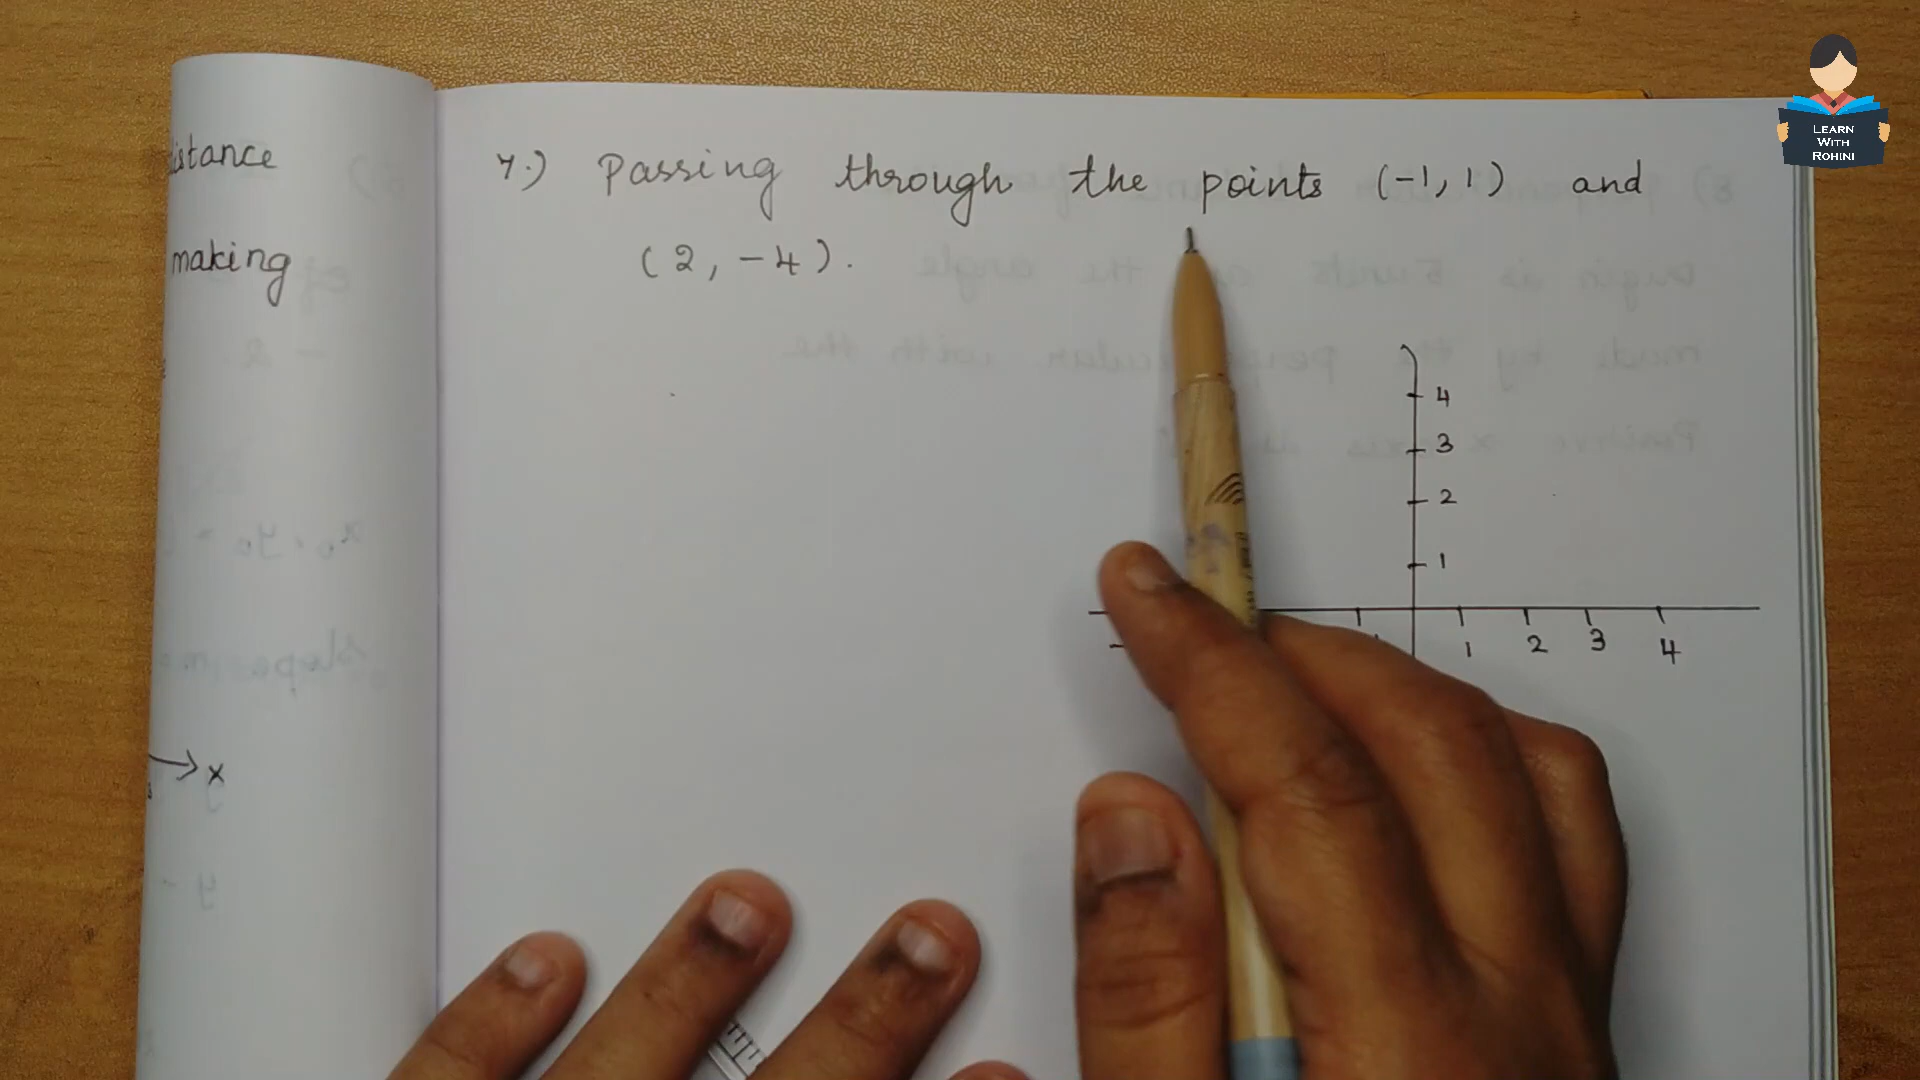 istance
making
x
7.) Passing through the points (-1, 1) and
(2, -4).
4
3
2
1
1 2 3 4
LEARN
WITH
ROHINI